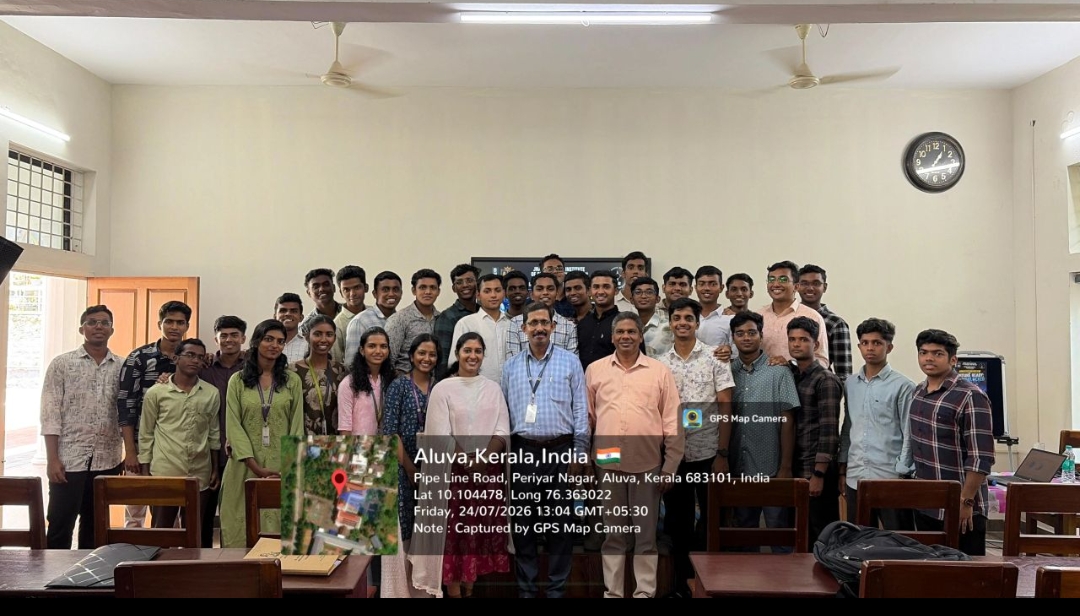 INSTITUTE
GPS Map Camera
Aluva,Kerala,India
Pipe Line Road, Periyar Nagar, Aluva, Kerala 683101, India
Lat 10.104478, Long 76.363022
Friday, 24/07/2026 13:04 GMT+05:30
Note : Captured by GPS Map Camera